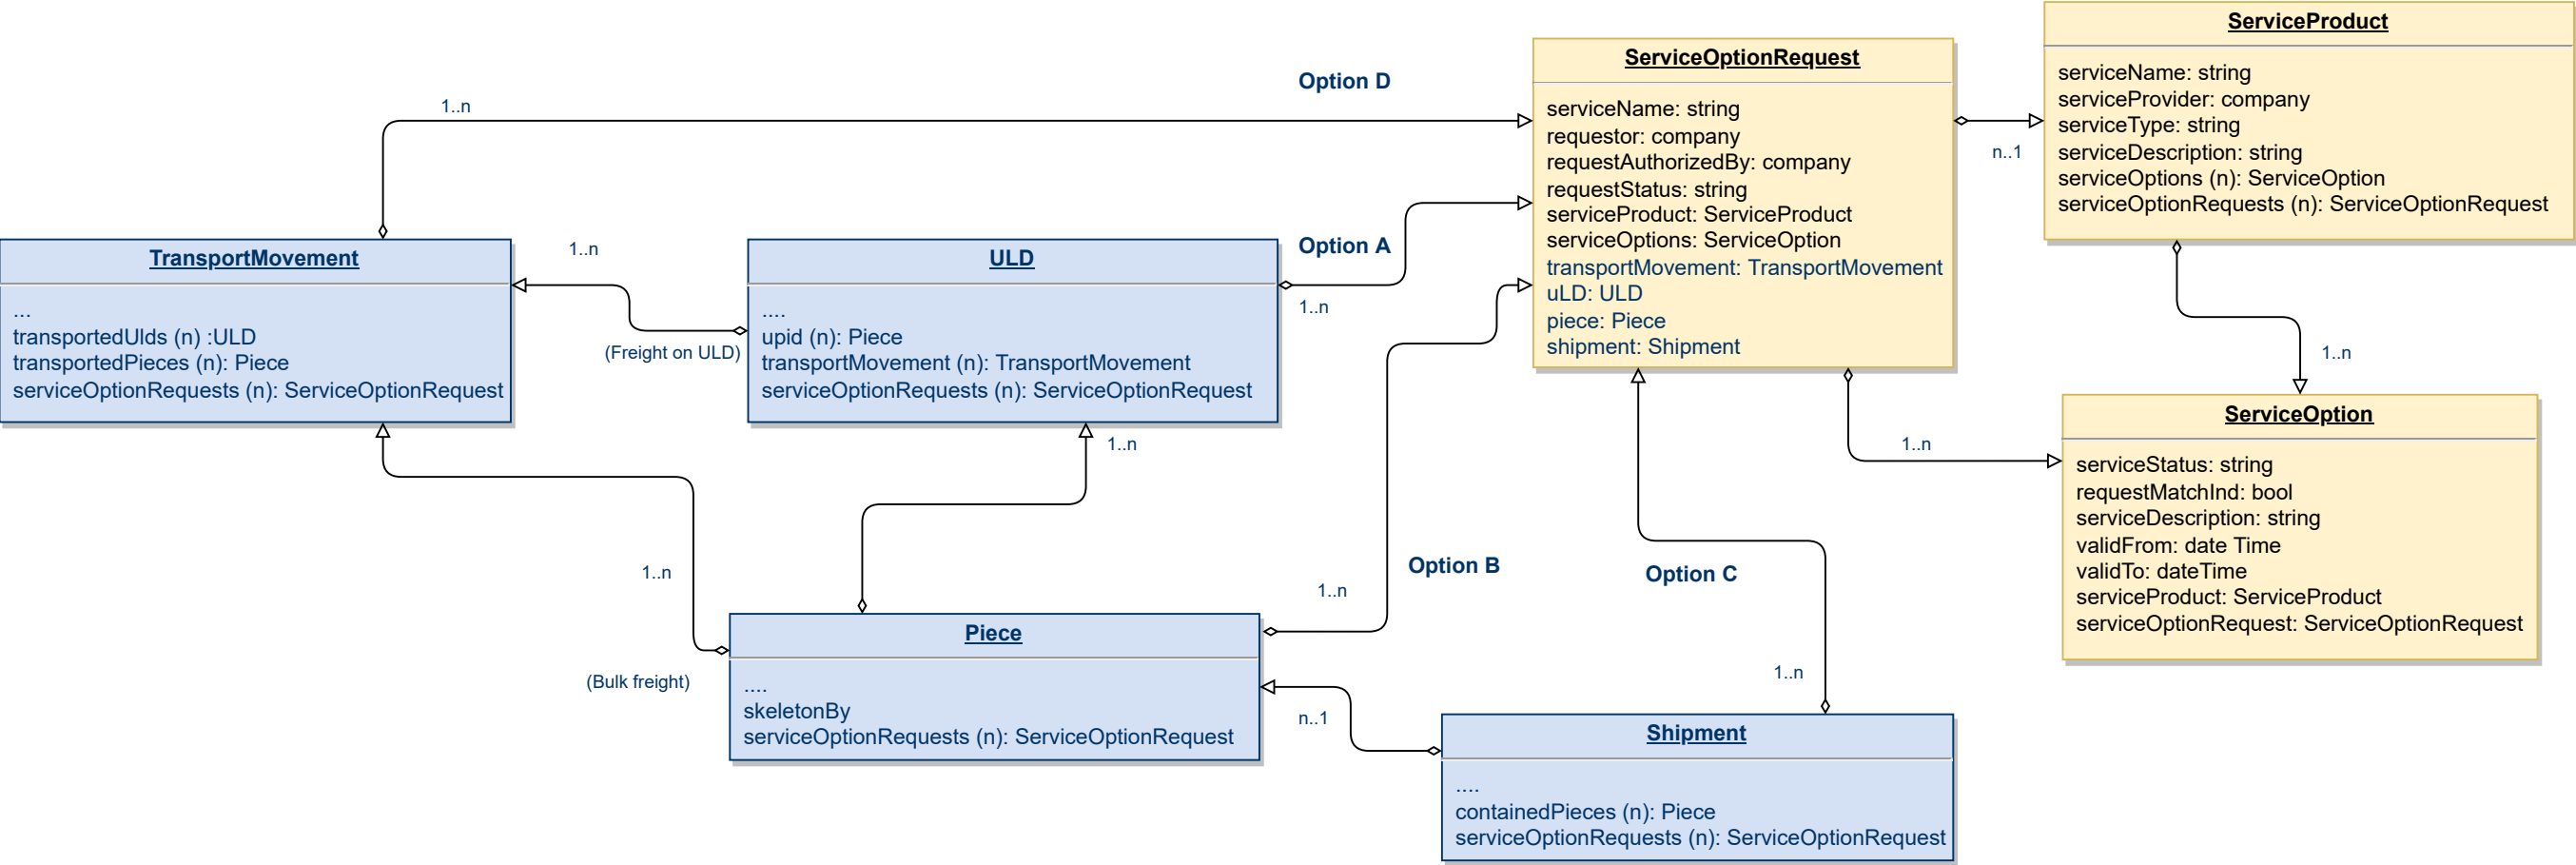 ServiceProduct
serviceName: string
serviceProvider: company
serviceType: string
serviceDescription: string
serviceOptions (n): ServiceOption
serviceOptionRequests (n): ServiceOptionRequest
ServiceOptionRequest
serviceName: string
requestor: company
requestAuthorizedBy: company
requestStatus: string
serviceProduct: ServiceProduct
serviceOptions: ServiceOption
transportMovement: TransportMovement
uLD: ULD
piece: Piece
shipment: Shipment
Option D
1..n
n..1
TransportMovement
...
transportedUlds (n) :ULD
transportedPieces (n): Piece
serviceOptionRequests (n): ServiceOptionRequest
1..n
(Freight on ULD)
ULD
....
upid (n): Piece
transportMovement (n): TransportMovement
serviceOptionRequests (n): ServiceOptionRequest
Option A
1..n
1..n
1..n
1..n
ServiceOption
serviceStatus: string
requestMatchInd: bool
serviceDescription: string
validFrom: date Time
validTo: dateTime
serviceProduct: ServiceProduct
serviceOptionRequest: ServiceOptionRequest
1..n
(Bulk freight)
Piece
....
skeletonBy
serviceOptionRequests (n): ServiceOptionRequest
1..n
Option B
Option C
1..n
n..1
Shipment
....
containedPieces (n): Piece
serviceOptionRequests (n): ServiceOptionRequest